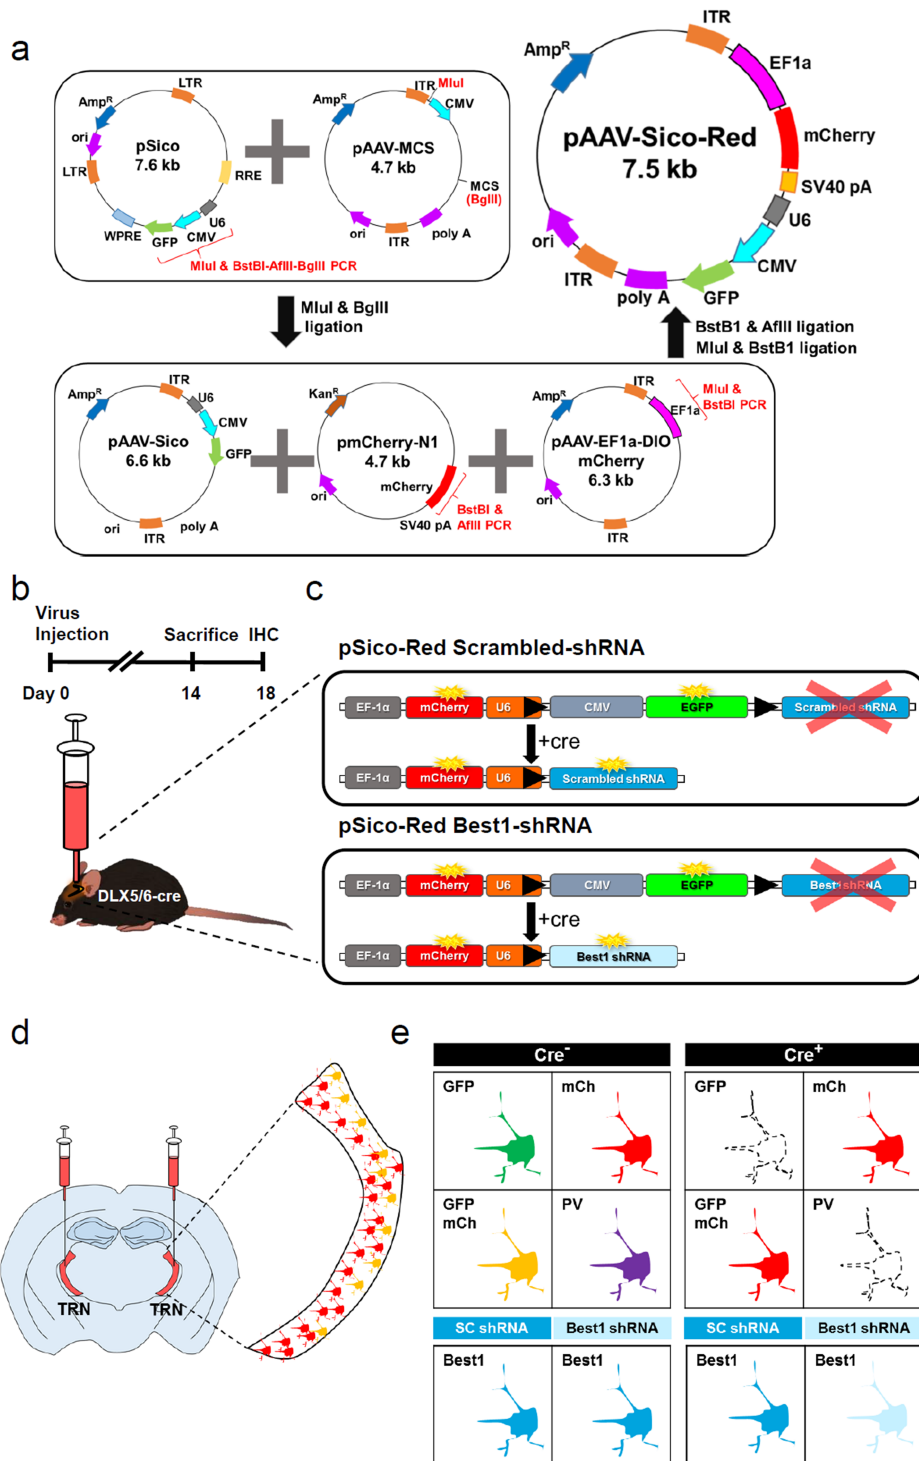 a
LTR
AmpR
ori
pSico
7.6 kb
LTR
RRE
U6
CMV
GFP
WPRE
MluI & BstBI-AflII-BglII PCR
ITR
MluI
AmpR
CMV
pAAV-MCS
4.7 kb
MCS
(BglII)
ori
ITR
poly A
ITR
AmpR
EF1a
pAAV-Sico-Red
7.5 kb
mCherry
SV40 pA
U6
ori
CMV
ITR
poly A
GFP
MluI & BglII
ligation
BstB1 & AflII ligation
MluI & BstB1 ligation
ITR
AmpR
U6
CMV
pAAV-Sico
6.6 kb
GFP
ori
ITR
poly A
KanR
pmCherry-N1
4.7 kb
mCherry
ori
SV40 pA
BstBI &
AflII PCR
ITR
MluI &
BstBI PCR
AmpR
EF1a
pAAV-EF1a-DIO
mCherry
6.3 kb
ori
ITR
b
Virus
Injection
Sacrifice
IHC
Day 0
14
18
DLX5/6-cre
c
pSico-Red Scrambled-shRNA
EF-1α
mCherry
U6
CMV
EGFP
Scrambled shRNA
+cre
EF-1α
mCherry
U6
Scrambled shRNA
pSico-Red Best1-shRNA
EF-1α
mCherry
U6
CMV
EGFP
Best1 shRNA
+cre
EF-1α
mCherry
U6
Best1 shRNA
d
TRN
TRN
e
Cre-
Cre+
GFP
mCh
GFP
mCh
GFP
mCh
PV
GFP
mCh
PV
SC shRNA
Best1 shRNA
SC shRNA
Best1 shRNA
Best1
Best1
Best1
Best1